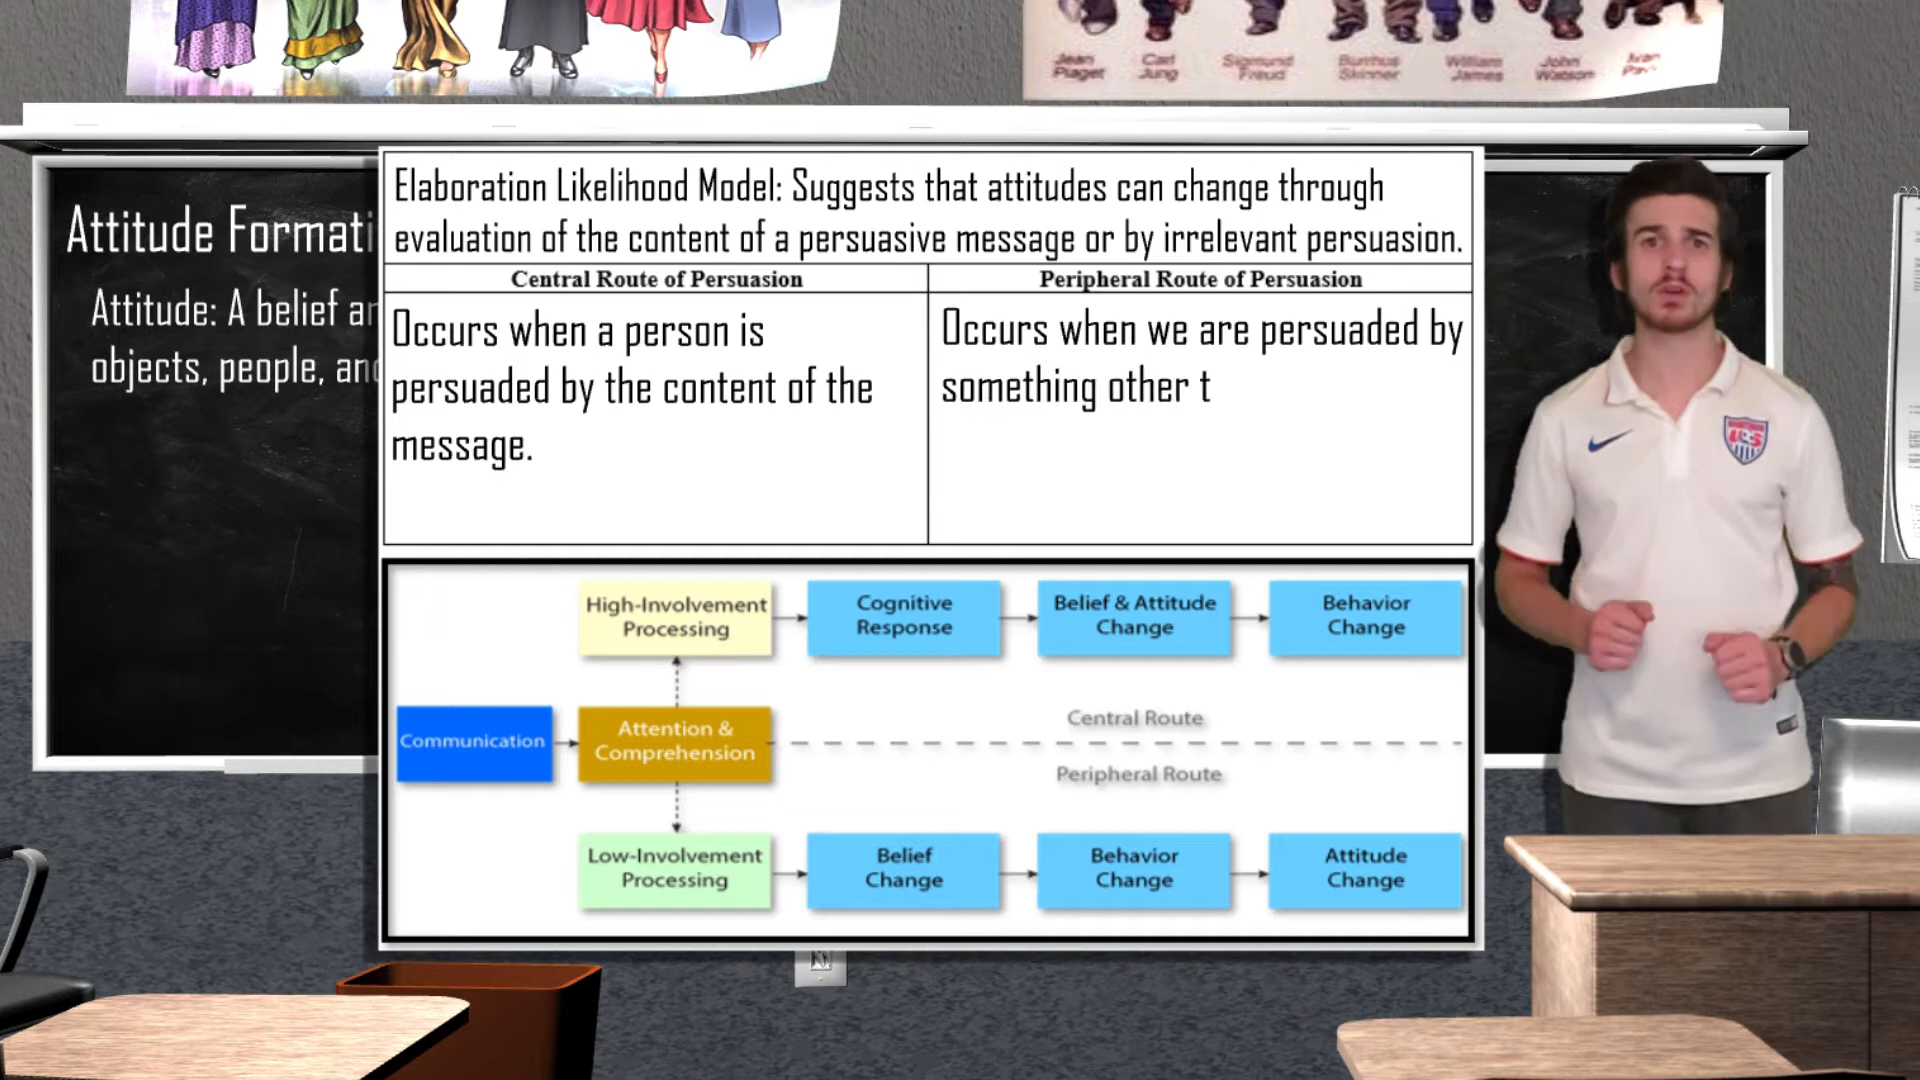 Jean
Piaget
Carl
Jung
Sigmund
Freud
Burrhus
Skinner
William
James
John
Watson
Ivan
Attitude Formati
Attitude: A belief an
objects, people, and
Elaboration Likelihood Model: Suggests that attitudes can change through
evaluation of the content of a persuasive message or by irrelevant persuasion.
Central Route of Persuasion
Peripheral Route of Persuasion
Occurs when a person is
persuaded by the content of the
message.
Occurs when we are persuaded by
something other t
High-Involvement
Processing
Cognitive
Response
Belief & Attitude
Change
Behavior
Change
Communication
Attention &
Comprehension
Central Route
Peripheral Route
Low-Involvement
Processing
Belief
Change
Behavior
Change
Attitude
Change
US